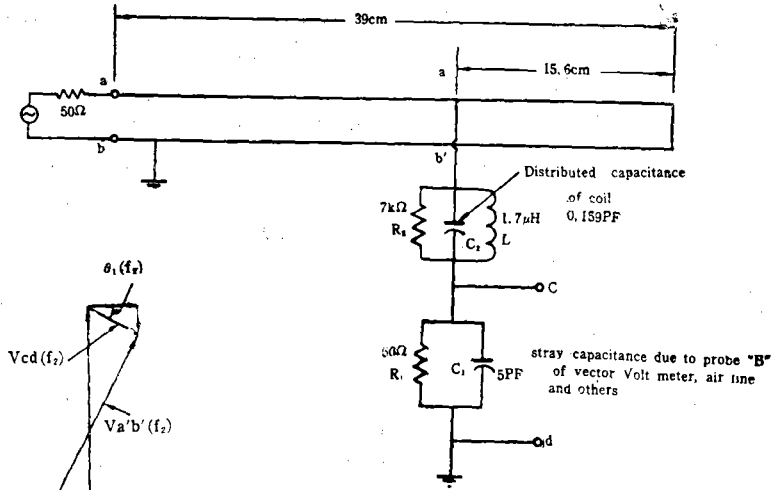 39cm
a
15.6cm
a
50Ω
b
b'
Distributed capacitance
of coil
0,159PF
7kΩ
R₂
C₂
1.7μH
L
C
θ₁(f₂)
Vcd(f₂)
Va'b'(f₂)
50Ω
R₁
C₁
5PF
stray capacitance due to probe "B"
of vector Volt meter, air line
and others
d